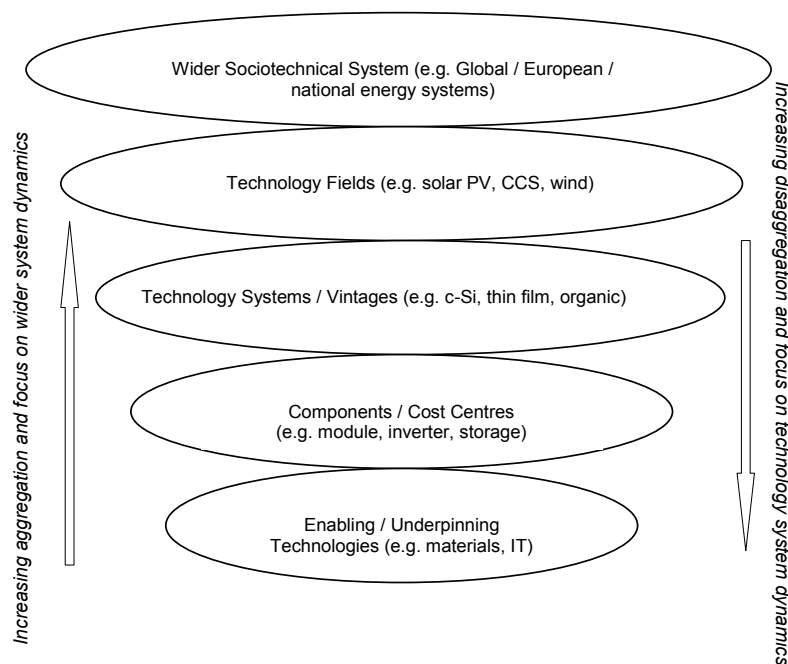 Wider Sociotechnical System (e.g. Global / European /
national energy systems)
Technology Fields (e.g. solar PV, CCS, wind)
Technology Systems / Vintages (e.g. c-Si, thin film, organic)
Components / Cost Centres
(e.g. module, inverter, storage)
Enabling / Underpinning
Technologies (e.g. materials, IT)
Increasing aggregation and focus on wider system dynamics
Increasing disaggregation and focus on technology system dynamics